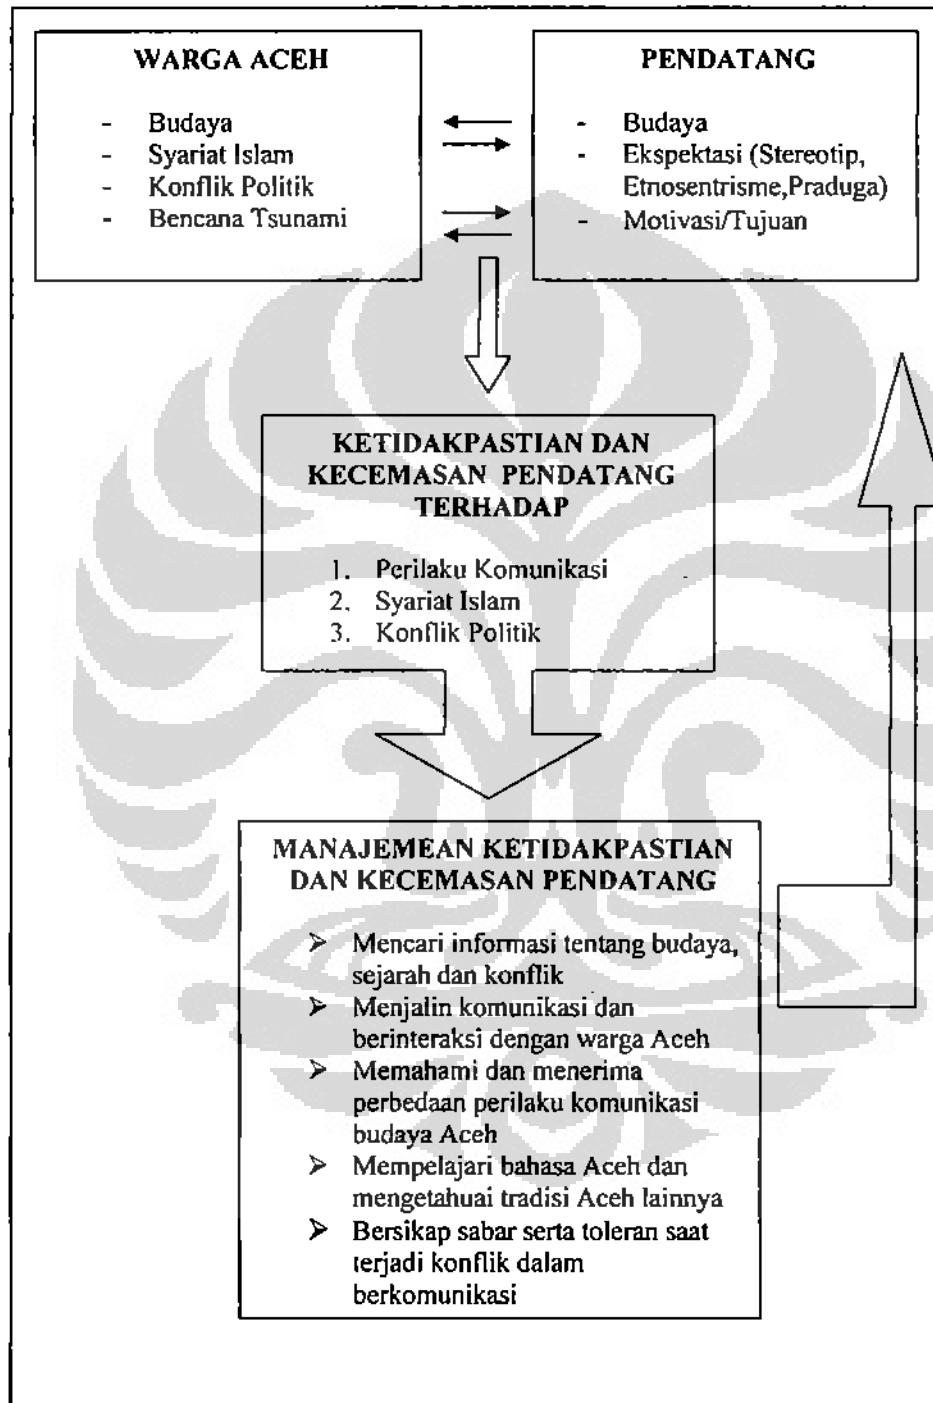 WARGA ACEH
- Budaya
- Syariat Islam
- Konflik Politik
- Bencana Tsunami
PENDATANG
- Budaya
- Ekspektasi (Stereotip,
Etnosentrisme,Praduga)
- Motivasi/Tujuan
KETIDAKPASTIAN DAN
KECEMASAN PENDATANG
TERHADAP
1. Perilaku Komunikasi
2. Syariat Islam
3. Konflik Politik
MANAJEMEAN KETIDAKPASTIAN
DAN KECEMASAN PENDATANG
➢ Mencari informasi tentang budaya,
sejarah dan konflik
➢ Menjalin komunikasi dan
berinteraksi dengan warga Aceh
➢ Memahami dan menerima
perbedaan perilaku komunikasi
budaya Aceh
➢ Mempelajari bahasa Aceh dan
mengetahuai tradisi Aceh lainnya
➢ Bersikap sabar serta toleran saat
terjadi konflik dalam
berkomunikasi